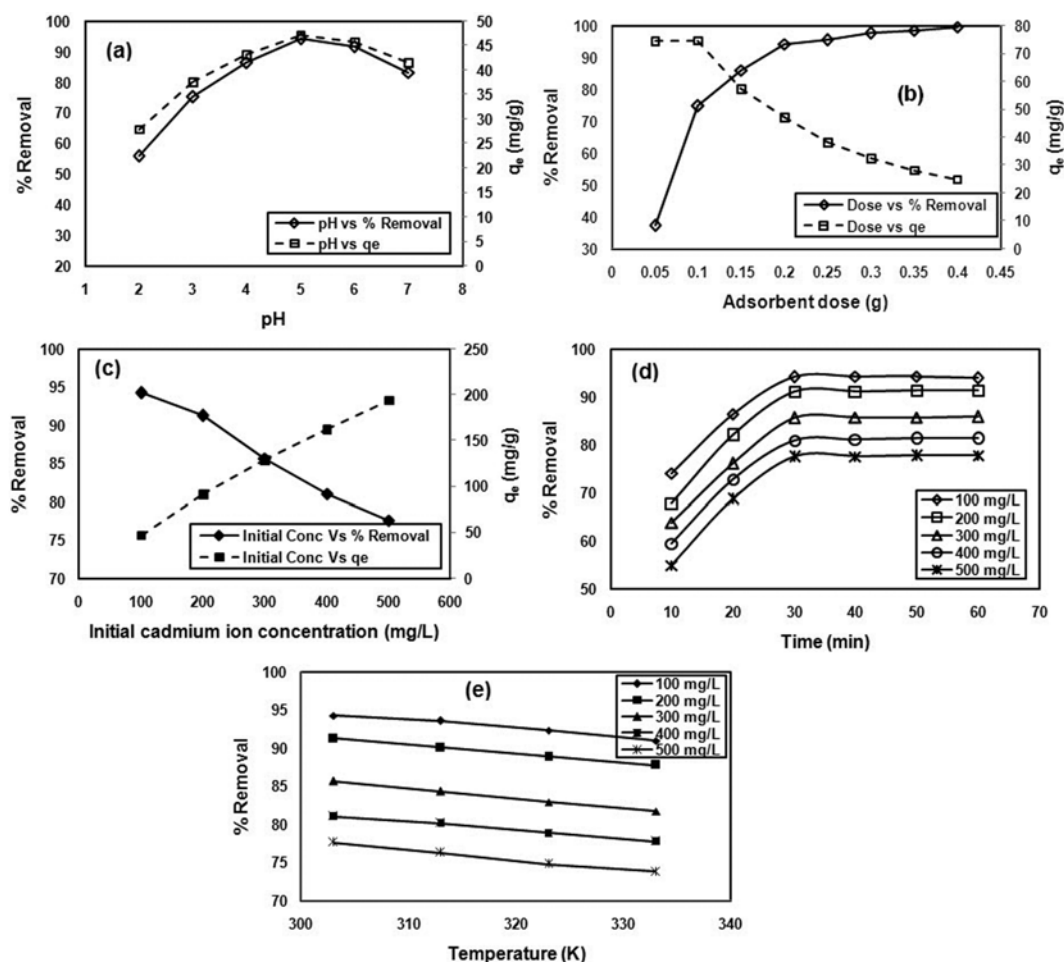 (a)
% Removal
100
90
80
70
60
50
40
30
20
50
45
40
35
30
25
20
15
10
5
0
qe (mg/g)
pH vs % Removal
pH vs qe
1 2 3 4 5 6 7 8
pH
(b)
% Removal
100
90
80
70
60
50
40
30
80
70
60
50
40
30
20
10
0
qe (mg/g)
Dose vs % Removal
Dose vs qe
0 0.05 0.1 0.15 0.2 0.25 0.3 0.35 0.4 0.45
Adsorbent dose (g)
(c)
% Removal
100
95
90
85
80
75
70
250
200
150
100
50
0
qe (mg/g)
Initial Conc Vs % Removal
Initial Conc Vs qe
0 100 200 300 400 500 600
Initial cadmium ion concentration (mg/L)
(d)
% Removal
100
90
80
70
60
50
100 mg/L
200 mg/L
300 mg/L
400 mg/L
500 mg/L
0 10 20 30 40 50 60 70
Time (min)
(e)
% Removal
100
95
90
85
80
75
70
100 mg/L
200 mg/L
300 mg/L
400 mg/L
500 mg/L
300 310 320 330 340
Temperature (K)